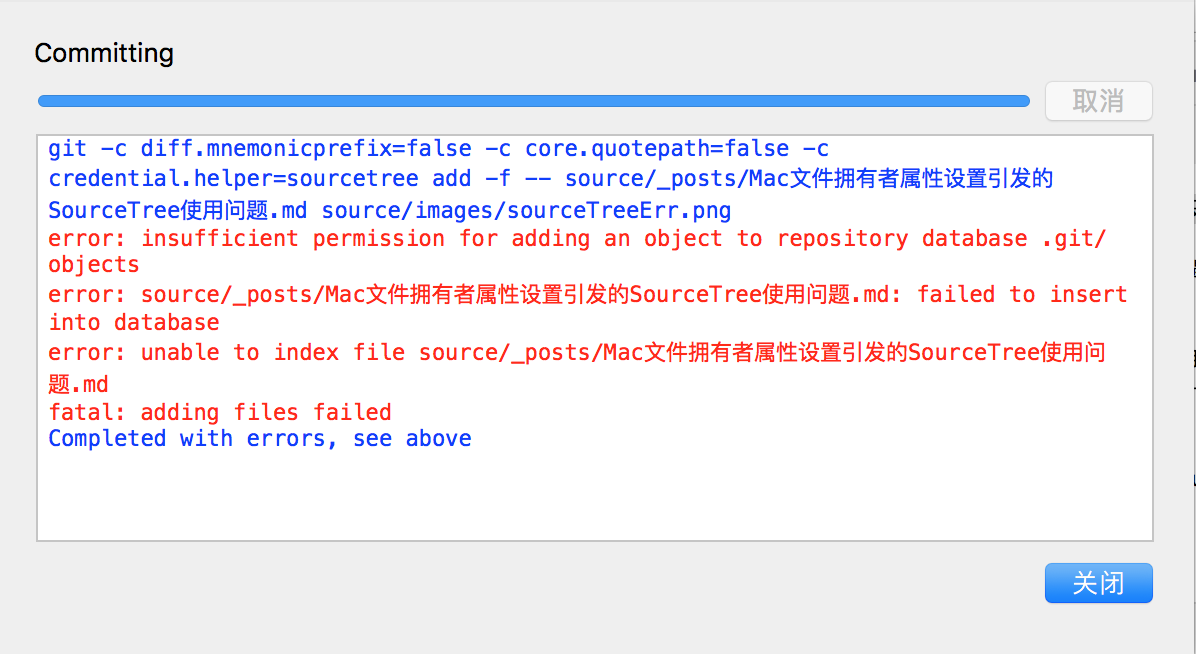 Committing
取消
git -c diff.mnemonicprefix=false -c core.quotepath=false -c
credential.helper=sourcetree add -f -- source/_posts/Mac文件拥有者属性设置引发的
SourceTree使用问题.md source/images/sourceTreeErr.png
error: insufficient permission for adding an object to repository database .git/
objects
error: source/_posts/Mac文件拥有者属性设置引发的SourceTree使用问题.md: failed to insert
into database
error: unable to index file source/_posts/Mac文件拥有者属性设置引发的SourceTree使用问
题.md
fatal: adding files failed
Completed with errors, see above
关闭